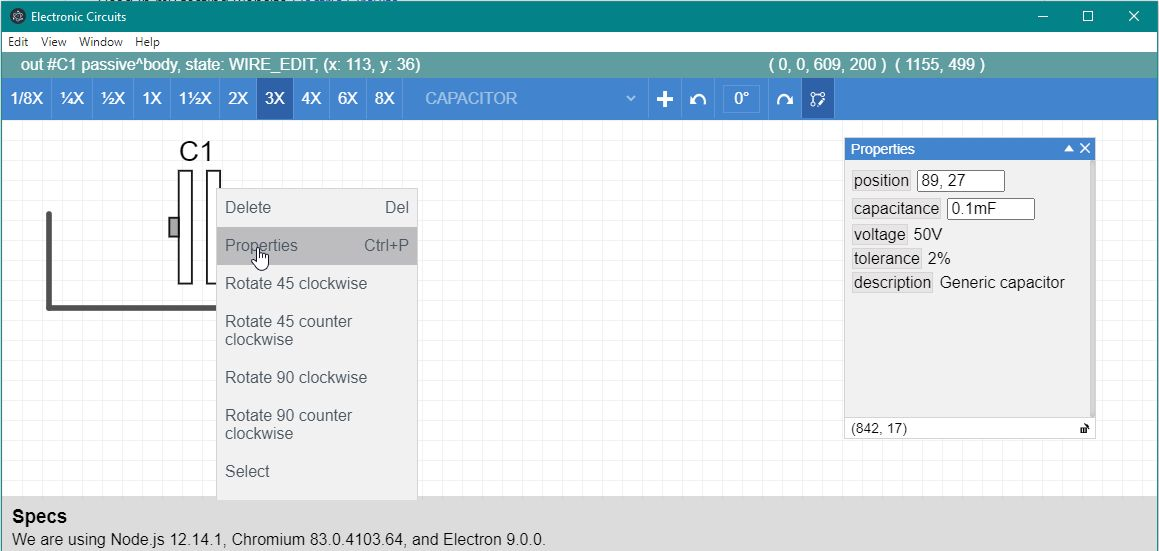 Electronic Circuits
Edit View Window Help
out #C1 passive^body, state: WIRE_EDIT, (x: 113, y: 36) ( 0, 0, 609, 200 ) ( 1155, 499 )
1/8X ¼X ½X 1X 1½X 2X 3X 4X 6X 8X CAPACITOR 0°
C1
Delete Del
Properties Ctrl+P
Rotate 45 clockwise
Rotate 45 counter
clockwise
Rotate 90 clockwise
Rotate 90 counter
clockwise
Select
Properties
position 89, 27
capacitance 0.1mF
voltage 50V
tolerance 2%
description Generic capacitor
(842, 17)
Specs
We are using Node.js 12.14.1, Chromium 83.0.4103.64, and Electron 9.0.0.